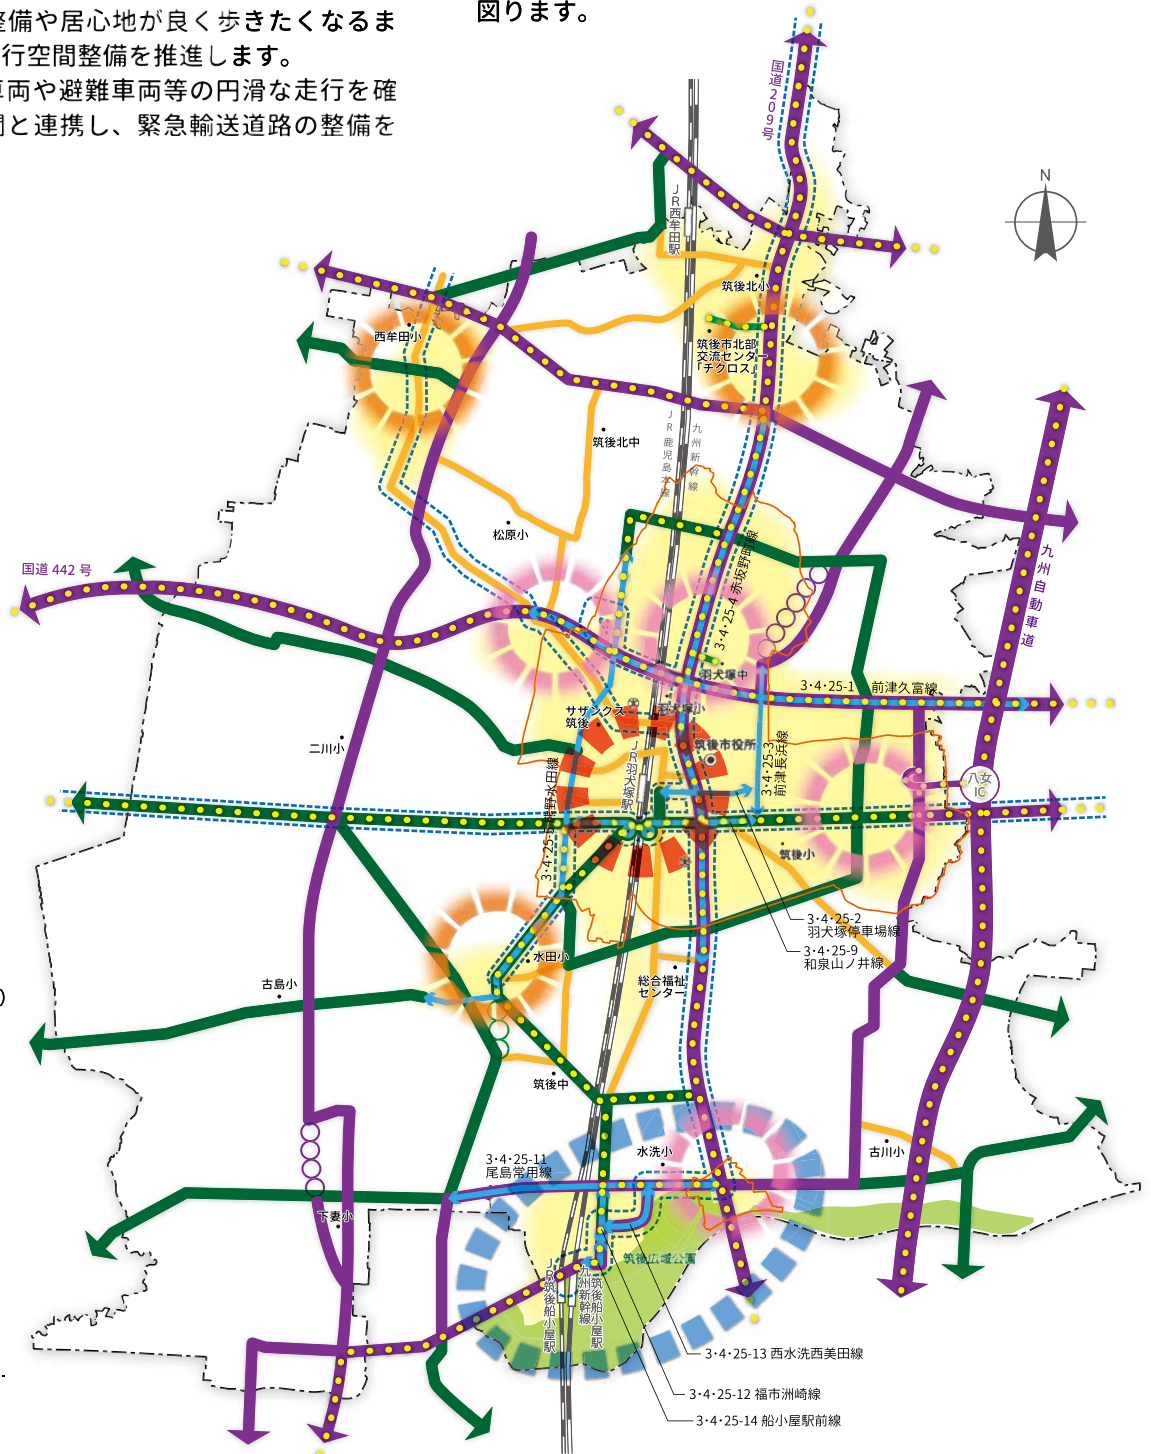 整備や居心地が良く歩きたくなるま
行空間整備を推進します。
車両や避難車両等の円滑な走行を確
と連携し、緊急輸送道路の整備を
図ります。
国道209号
N
JR西牟田駅
筑後北小
西牟田小
筑後市北部
交流センター
「チクロス」
筑後北中
JR鹿児島本線
九州新幹線
松原小
国道 442 号
九州自動車道
3・4・25-4 赤坂野町線
羽犬塚中
3・4・25-1 前津久富線
サザンクス
筑後
羽犬塚小
筑後市役所
二川小
JR羽犬塚駅
3・4・25-3
前津長浜線
八女
IC
筑後小
3・4・25-2
羽犬塚停車場線
3・4・25-9
和泉山ノ井線
水田小
総合福祉
センター
古島小
)
筑後中
3・4・25-11
尾島常用線
水洗小
古川小
下妻小
筑後広域公園
JR筑後船小屋駅
九州新幹線
筑後船小屋駅
3・4・25-13 西水洗西美田線
3・4・25-12 福市洲崎線
3・4・25-14 船小屋駅前線